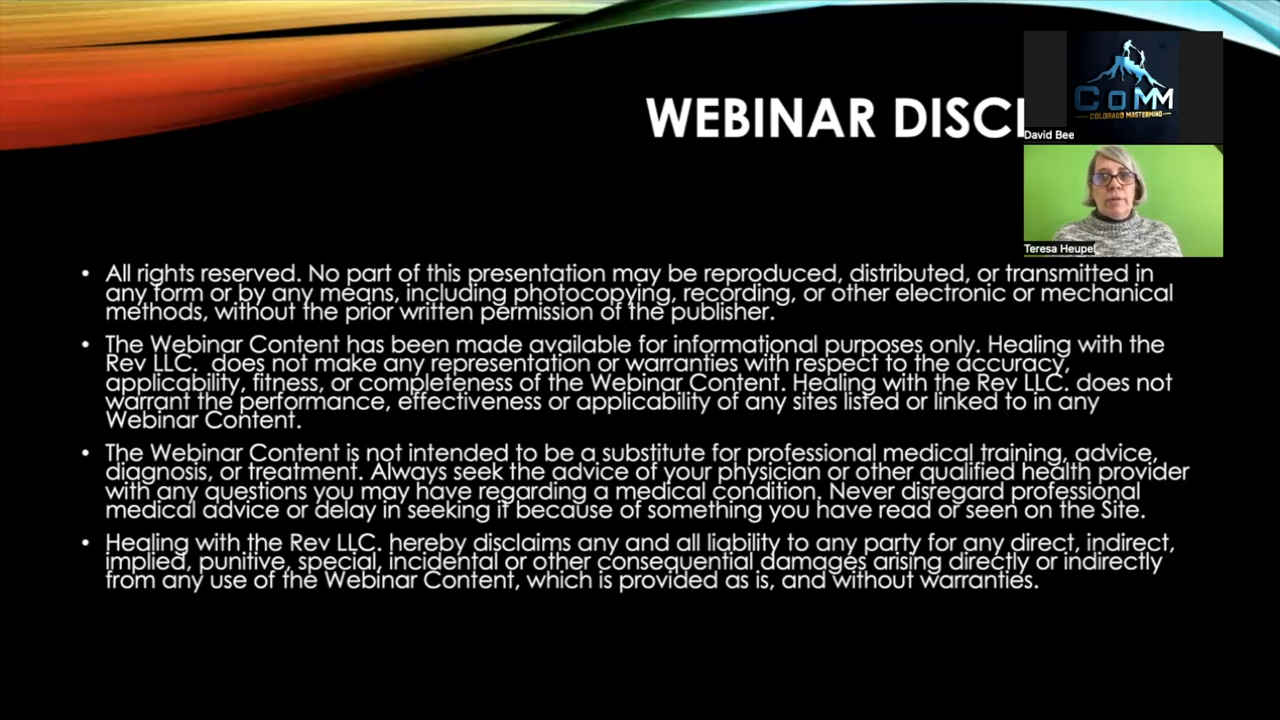 WEBINAR DISCL
CoMM
COLORADO MASTERMIND
David Bee
Teresa Heupel
• All rights reserved. No part of this presentation may be reproduced, distributed, or transmitted in
any form or by any means, including photocopying, recording, or other electronic or mechanical
methods, without the prior written permission of the publisher.
• The Webinar Content has been made available for informational purposes only. Healing with the
Rev LLC. does not make any representation or warranties with respect to the accuracy,
applicability, fitness, or completeness of the Webinar Content. Healing with the Rev LLC. does not
warrant the performance, effectiveness or applicability of any sites listed or linked to in any
Webinar Content.
• The Webinar Content is not intended to be a substitute for professional medical training, advice,
diagnosis, or treatment. Always seek the advice of your physician or other qualified health provider
with any questions you may have regarding a medical condition. Never disregard professional
medical advice or delay in seeking it because of something you have read or seen on the Site.
• Healing with the Rev LLC. hereby disclaims any and all liability to any party for any direct, indirect,
implied, punitive, special, incidental or other consequential damages arising directly or indirectly
from any use of the Webinar Content, which is provided as is, and without warranties.